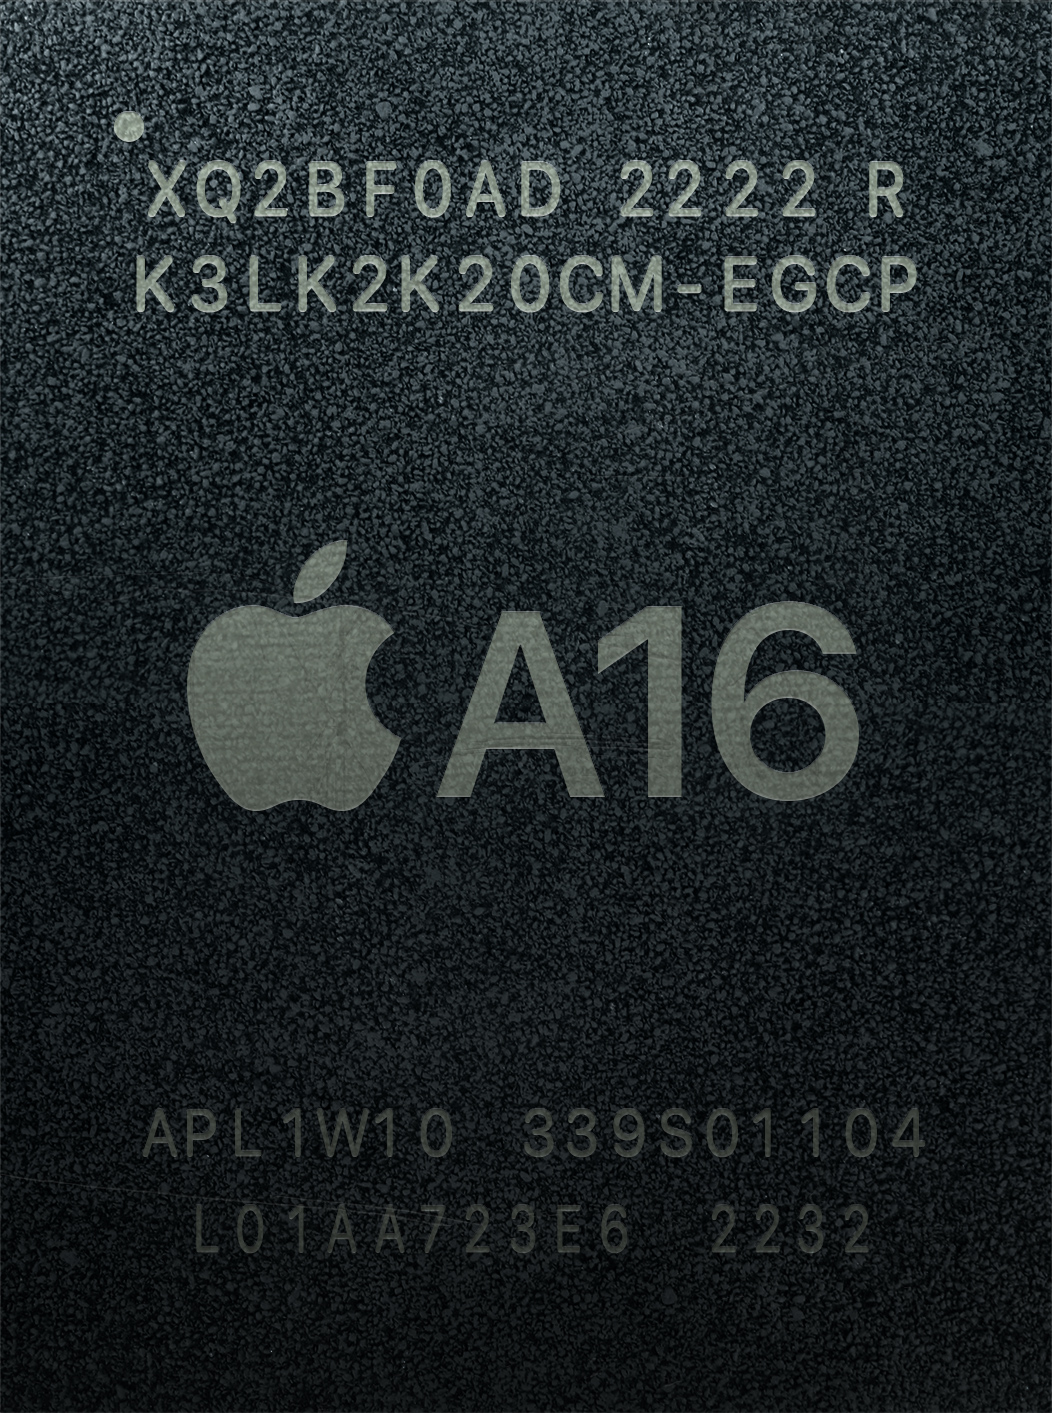 XQ2BF0AD 2222 R
K3LK2K20CM-EGCP
A16
APL1W10 339S01104
L01AA723E6 2232